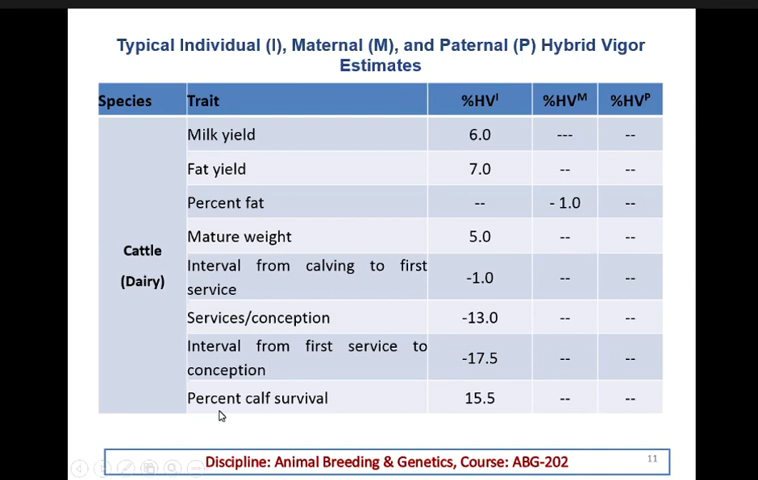 Typical Individual (I), Maternal (M), and Paternal (P) Hybrid Vigor
Estimates
Species Trait %HVI %HVM %HVP
Milk yield 6.0 --- --
Fat yield 7.0 -- --
Percent fat -- - 1.0 --
Cattle
(Dairy)
Mature weight 5.0 -- --
Interval from calving to first
service -1.0 -- --
Services/conception -13.0 -- --
Interval from first service to
conception -17.5 -- --
Percent calf survival 15.5 -- --
Discipline: Animal Breeding & Genetics, Course: ABG-202
11